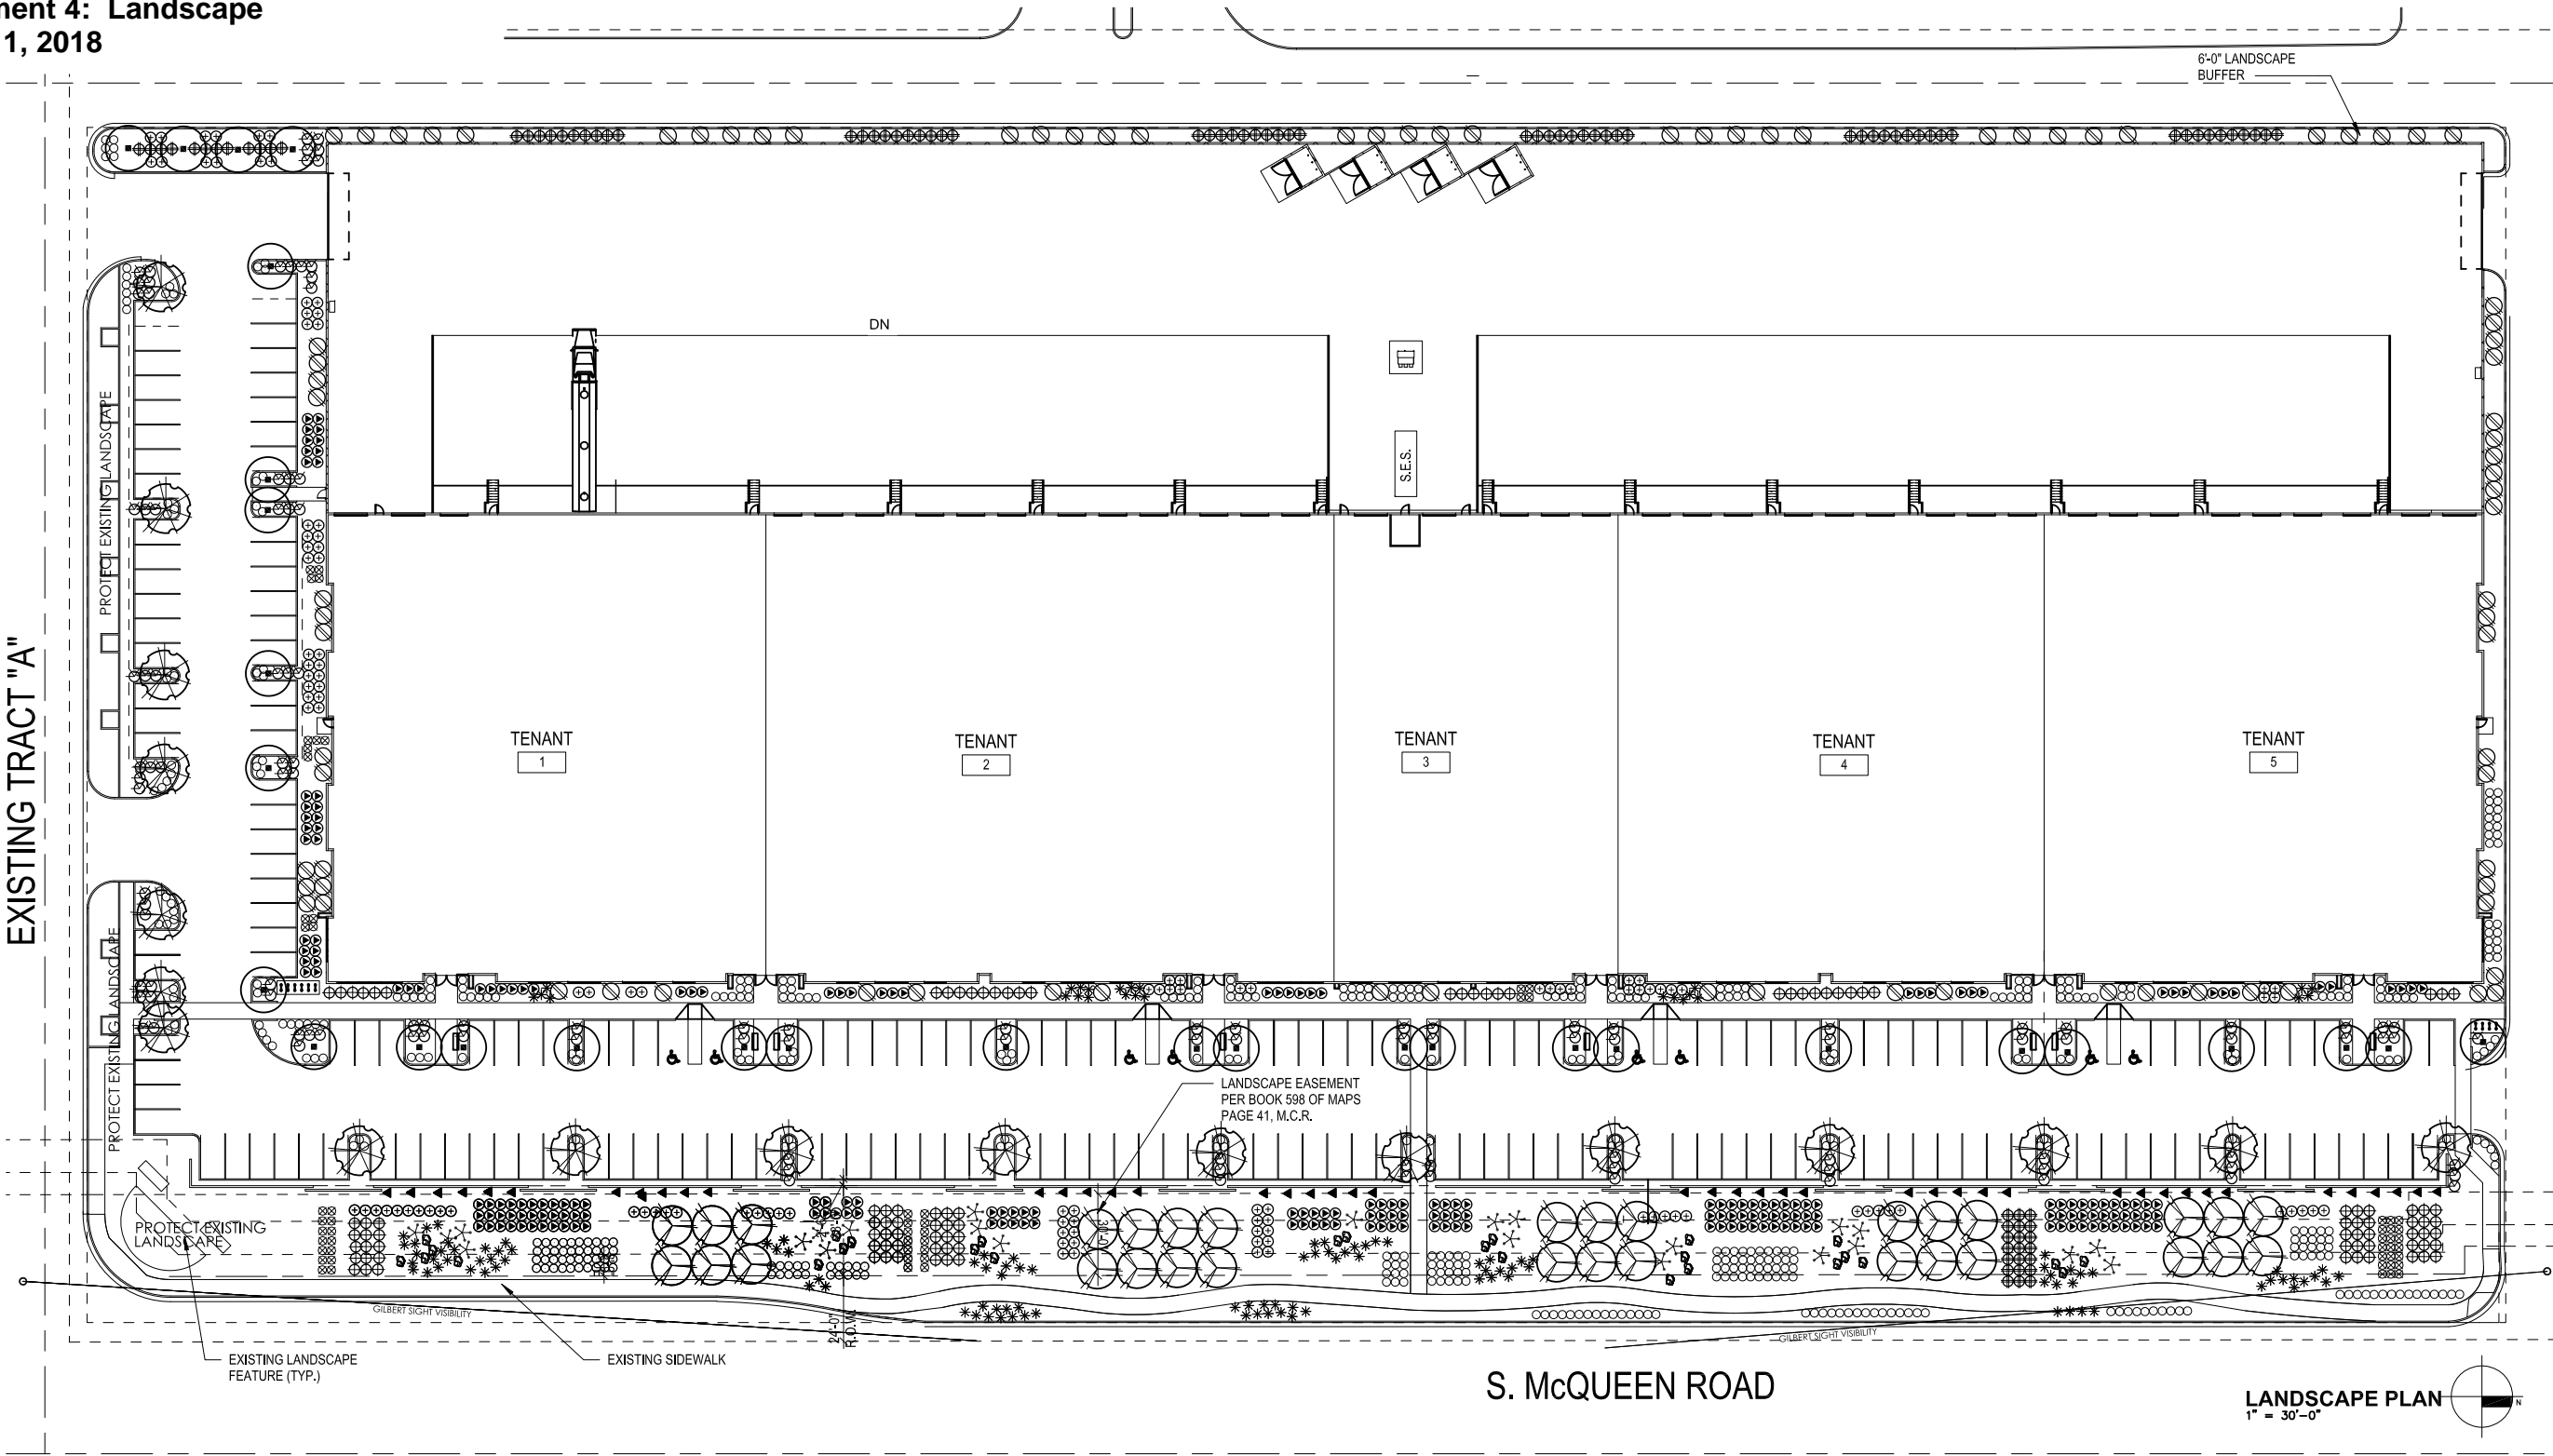 ment 4: Landscape
1, 2018
6'-0" LANDSCAPE
BUFFER
DN
S.E.S.
PROTECT EXISTING LANDSCAPE
EXISTING TRACT "A"
TENANT
1
TENANT
2
TENANT
3
TENANT
4
TENANT
5
PROTECT EXISTING LANDSCAPE
LANDSCAPE EASEMENT
PER BOOK 598 OF MAPS
PAGE 41, M.C.R.
PROTECT EXISTING
LANDSCAPE
GILBERT SIGHT VISIBILITY
24'-0"
R.O.W.
GILBERT SIGHT VISIBILITY
EXISTING LANDSCAPE
FEATURE (TYP.)
EXISTING SIDEWALK
S. McQUEEN ROAD
LANDSCAPE PLAN
1" = 30'-0"
N